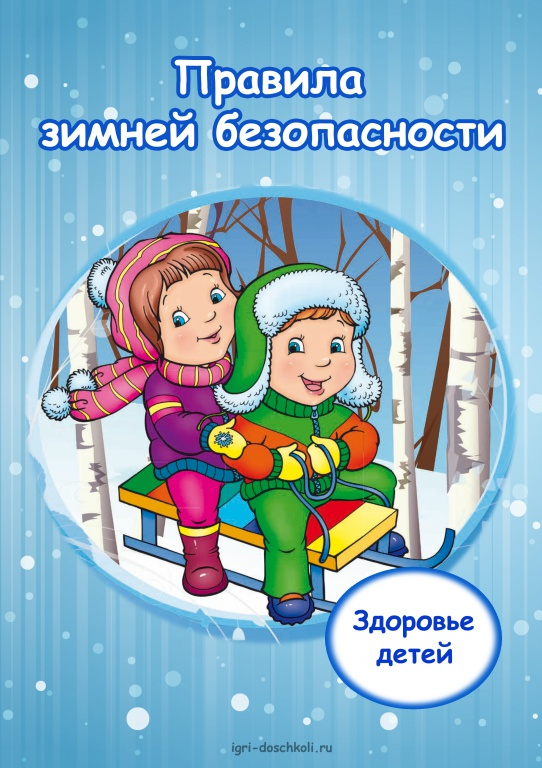 Правила
зимней безопасности
Здоровье
детей
igri-doschkoli.ru